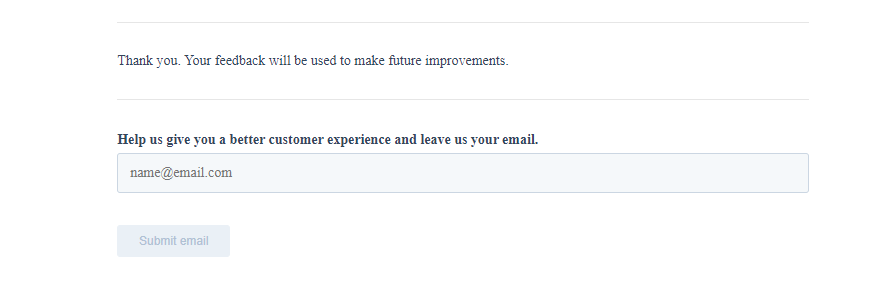 Thank you. Your feedback will be used to make future improvements.
Help us give you a better customer experience and leave us your email.
name@email.com
Submit email